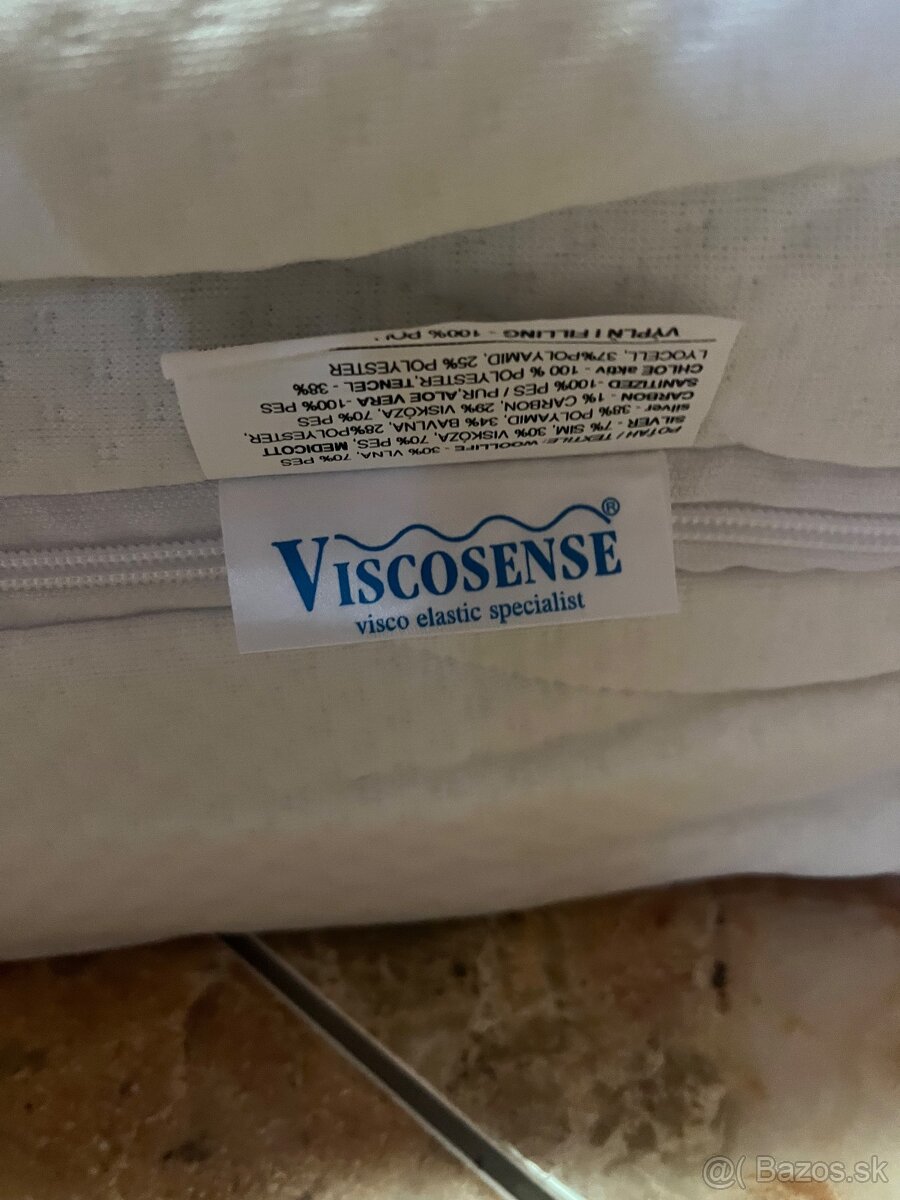 POŤAH / TEXTILE: WOOLLIFE - 30% VLNA, 70% PES
SILVER - 7% SIM, 30% VISKÓZA, 70% PES, MEDICOTT
silver - 38% POLYAMID, 34% BAVLNA, 28%POLYESTER,
CARBON - 1% CARBON, 29% VISKÓZA, 70% PES
SANITIZED -100% PES / PUR,ALOE VERA -100% PES
CHLOE aktiv - 100 % POLYESTER,TENCEL - 38%
LYOCELL, 37%POLYAMID, 25% POLYESTER
VÝPLŇ / FILLING - 100%
VISCOSENSE®
visco elastic specialist
@( Bazos.sk